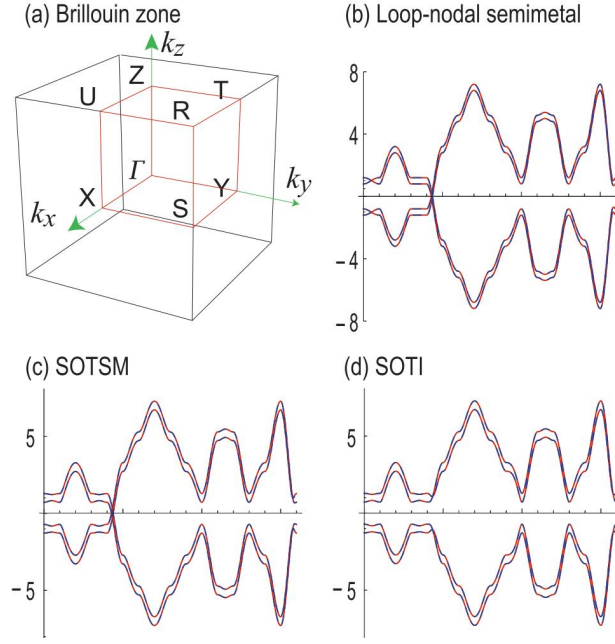 (a) Brillouin zone
k_z
Z
U
T
R
Γ
Y
k_y
X
S
k_x
(b) Loop-nodal semimetal
8
4
−4
−8
(c) SOTSM
5
−5
(d) SOTI
5
−5